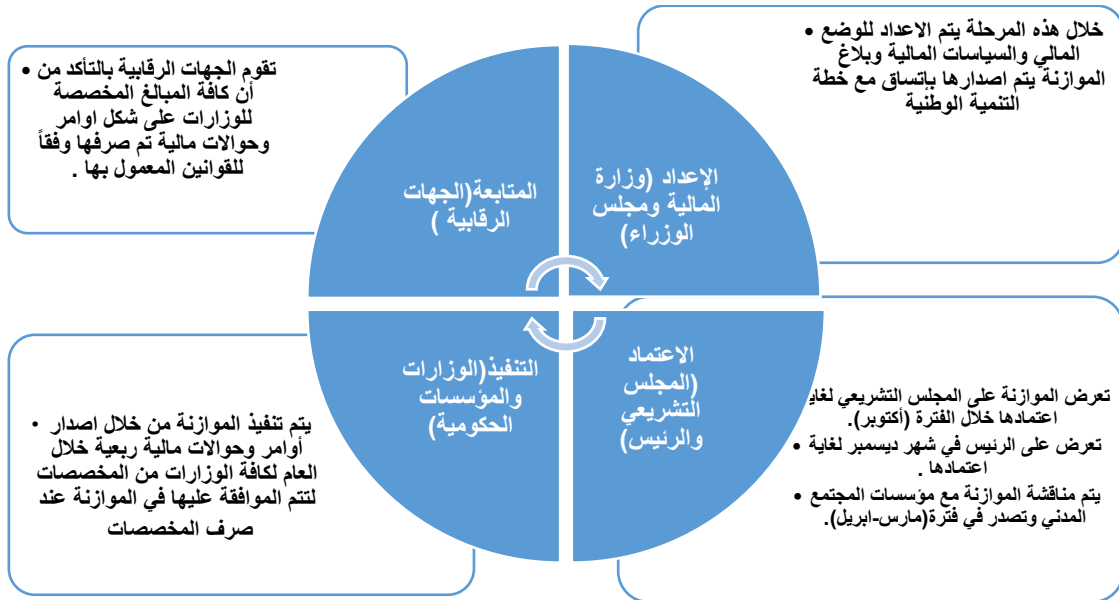 خلال هذه المرحلة يتم الاعداد للوضع •
المالي والسياسات المالية وبلاغ
الموازنة يتم اصدارها بإتساق مع خطة
التنمية الوطنية
الإعداد (وزارة
المالية ومجلس
الوزراء)
تعرض الموازنة على المجلس التشريعي لغاي
اعتمادها خلال الفترة (أكتوبر).
تعرض على الرئيس في شهر ديسمبر لغاية •
اعتمادها .
يتم مناقشة الموازنة مع مؤسسات المجتمع •
المدني وتصدر في فترة(مارس-ابريل).
الاعتماد
(المجلس
التشريعي
والرئيس)
يتم تنفيذ الموازنة من خلال اصدار •
أوامر وحوالات مالية ربعية خلال
العام لكافة الوزارات من المخصصات
لتتم الموافقة عليها في الموازنة عند
صرف المخصصات
التنفيذ(الوزارات
والمؤسسات
الحكومية)
تقوم الجهات الرقابية بالتأكد من •
أن كافة المبالغ المخصصة
للوزارات على شكل اوامر
وحوالات مالية تم صرفها وفقاً
للقوانين المعمول بها .
المتابعة(الجهات
الرقابية )